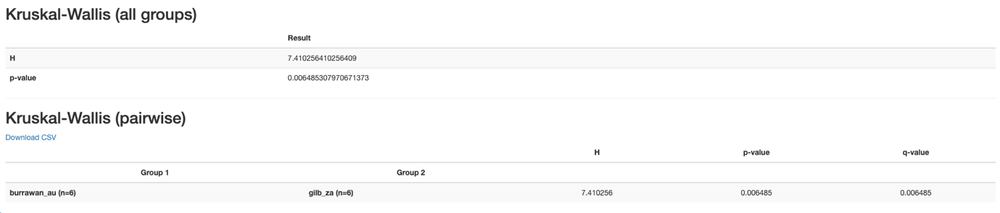 Kruskal-Wallis (all groups)
Result
H 7.410256410256409
p-value 0.006485307970671373
Kruskal-Wallis (pairwise)
Download CSV
H p-value q-value
Group 1 Group 2
burrawan_au (n=6) gilb_za (n=6) 7.410256 0.006485 0.006485